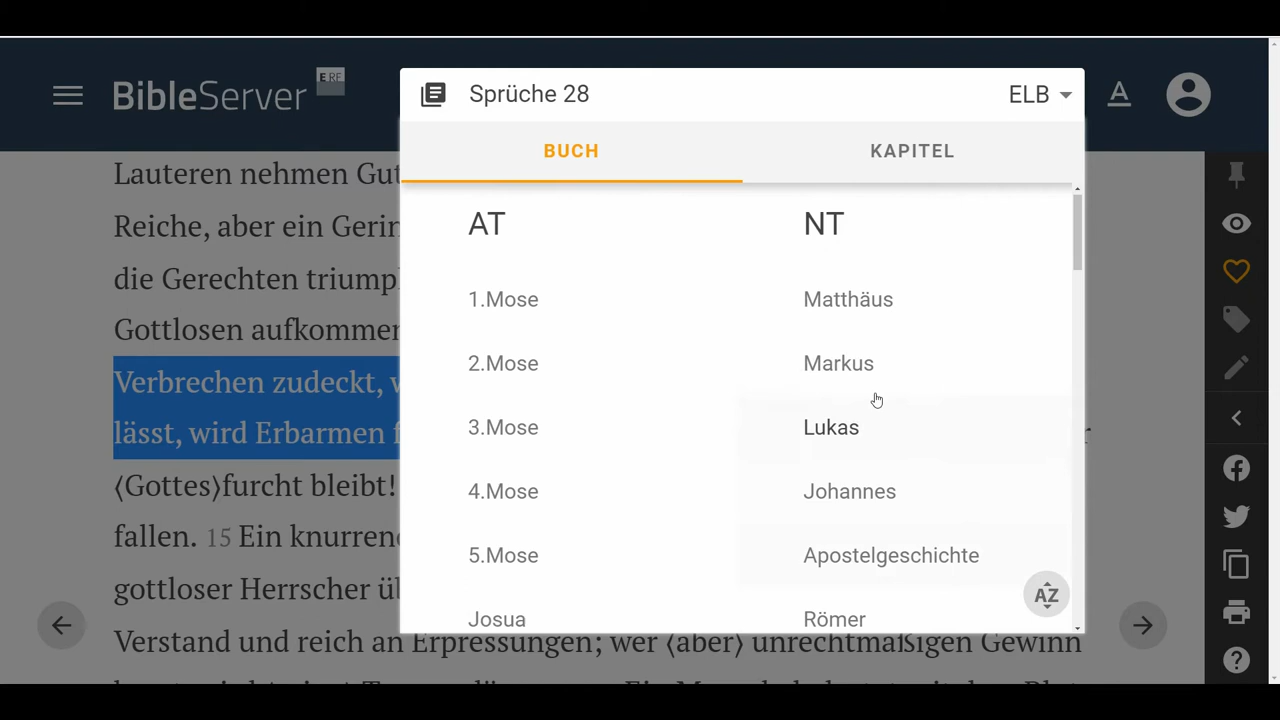 BibleServer
ERF
Sprüche 28
ELB
A
BUCH
KAPITEL
AT
NT
1.Mose
Matthäus
2.Mose
Markus
3.Mose
Lukas
4.Mose
Johannes
5.Mose
Apostelgeschichte
Josua
Römer
AZ
Lauteren nehmen Gut
Reiche, aber ein Gerin
die Gerechten triumph
Gottlosen aufkommen
Verbrechen zudeckt, w
lässt, wird Erbarmen f
⟨Gottes⟩furcht bleibt!
fallen. 15 Ein knurren
gottloser Herrscher üb
Verstand und reich an Erpressungen; wer ⟨aber⟩ unrechtmäßigen Gewinn